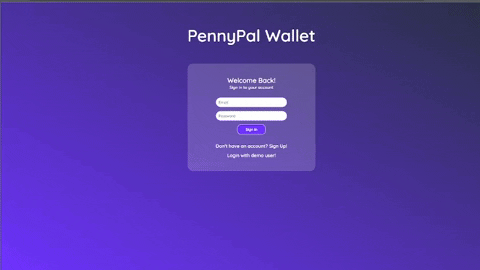 PennyPal Wallet
Welcome Back!
Sign in to your account
Email
Password
Sign In
Don't have an account? Sign Up!
Login with demo user!